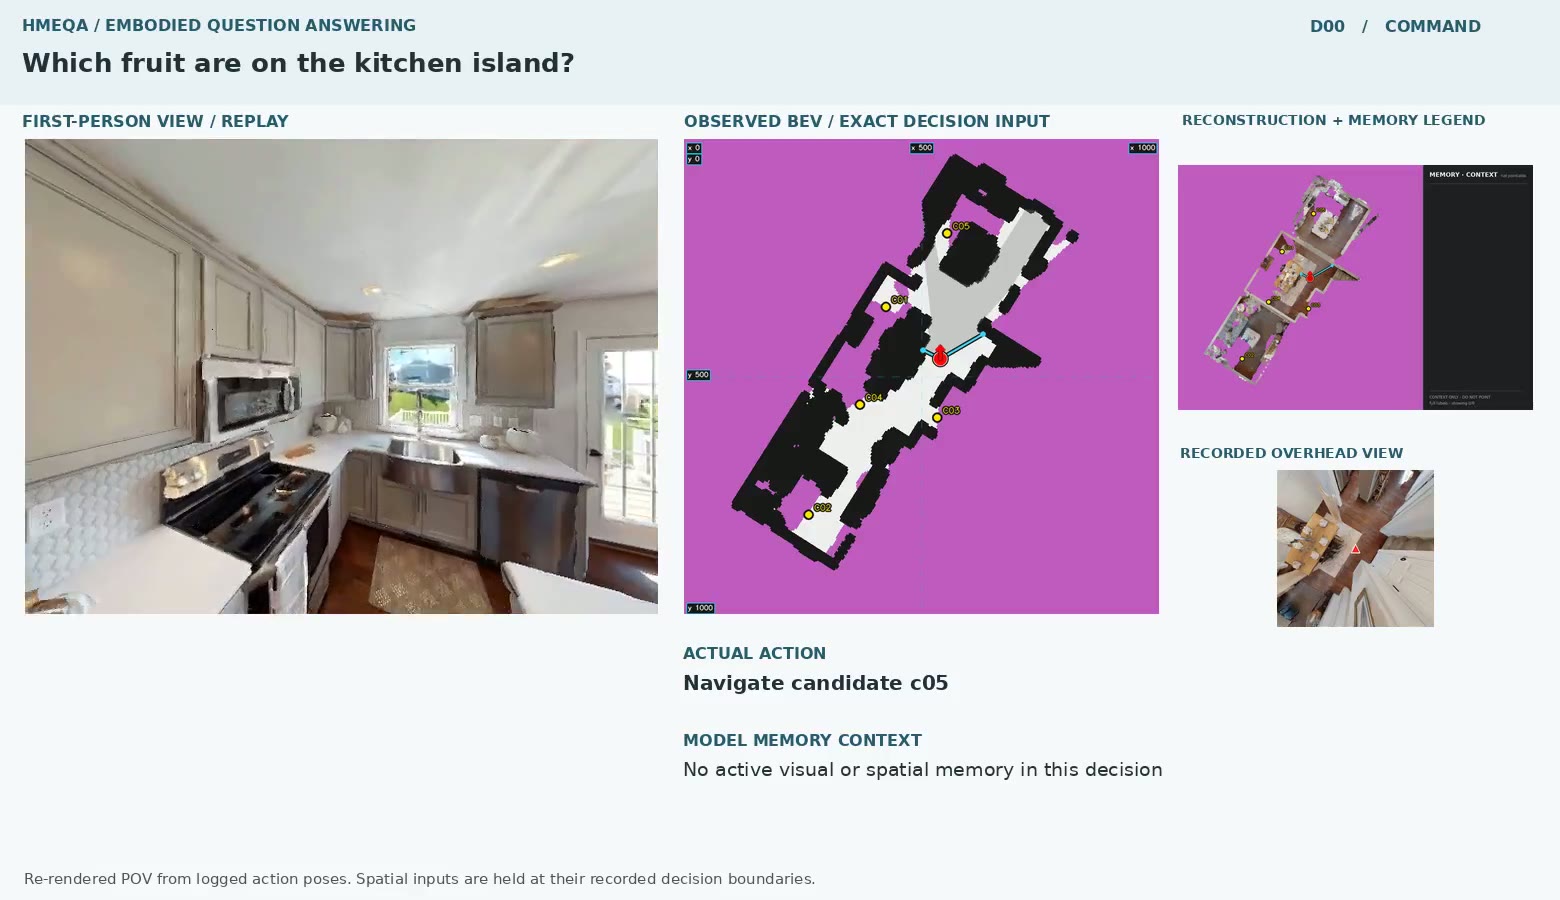 HMEQA / EMBODIED QUESTION ANSWERING
D00 / COMMAND
Which fruit are on the kitchen island?
FIRST-PERSON VIEW / REPLAY
OBSERVED BEV / EXACT DECISION INPUT
RECONSTRUCTION + MEMORY LEGEND
x 0
y 0
x 500
x 1000
C05
C01
y 500
C04
C03
C02
y 1000
MEMORY · CONTEXT
RECORDED OVERHEAD VIEW
ACTUAL ACTION
Navigate candidate c05
MODEL MEMORY CONTEXT
No active visual or spatial memory in this decision
Re-rendered POV from logged action poses. Spatial inputs are held at their recorded decision boundaries.